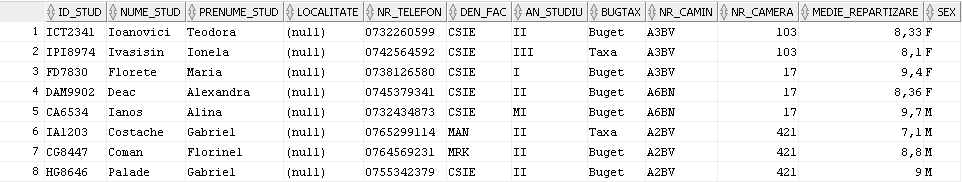 ID_STUD NUME_STUD PRENUME_STUD LOCALITATE NR_TELEFON DEN_FAC AN_STUDIU BUGTAX NR_CAMIN NR_CAMERA MEDIE_REPARTIZARE SEX
1 ICT2341 Ioanovici Teodora (null) 0732260599 CSIE II Buget A3BV 103 8,33 F
2 IPI8974 Ivasisin Ionela (null) 0742564592 CSIE III Taxa A3BV 103 8,1 F
3 FD7830 Florete Maria (null) 0738126580 CSIE I Buget A3BV 17 9,4 F
4 DAM9902 Deac Alexandra (null) 0745379341 CSIE II Buget A6BN 17 8,36 F
5 CA6534 Ianos Alina (null) 0732434873 CSIE MI Buget A6BN 17 9,7 M
6 IA1203 Costache Gabriel (null) 0765299114 MAN II Taxa A2BV 421 7,1 M
7 CG8447 Coman Florinel (null) 0764569231 MRK II Buget A2BV 421 8,8 M
8 HG8646 Palade Gabriel (null) 0755342379 CSIE II Buget A2BV 421 9 M